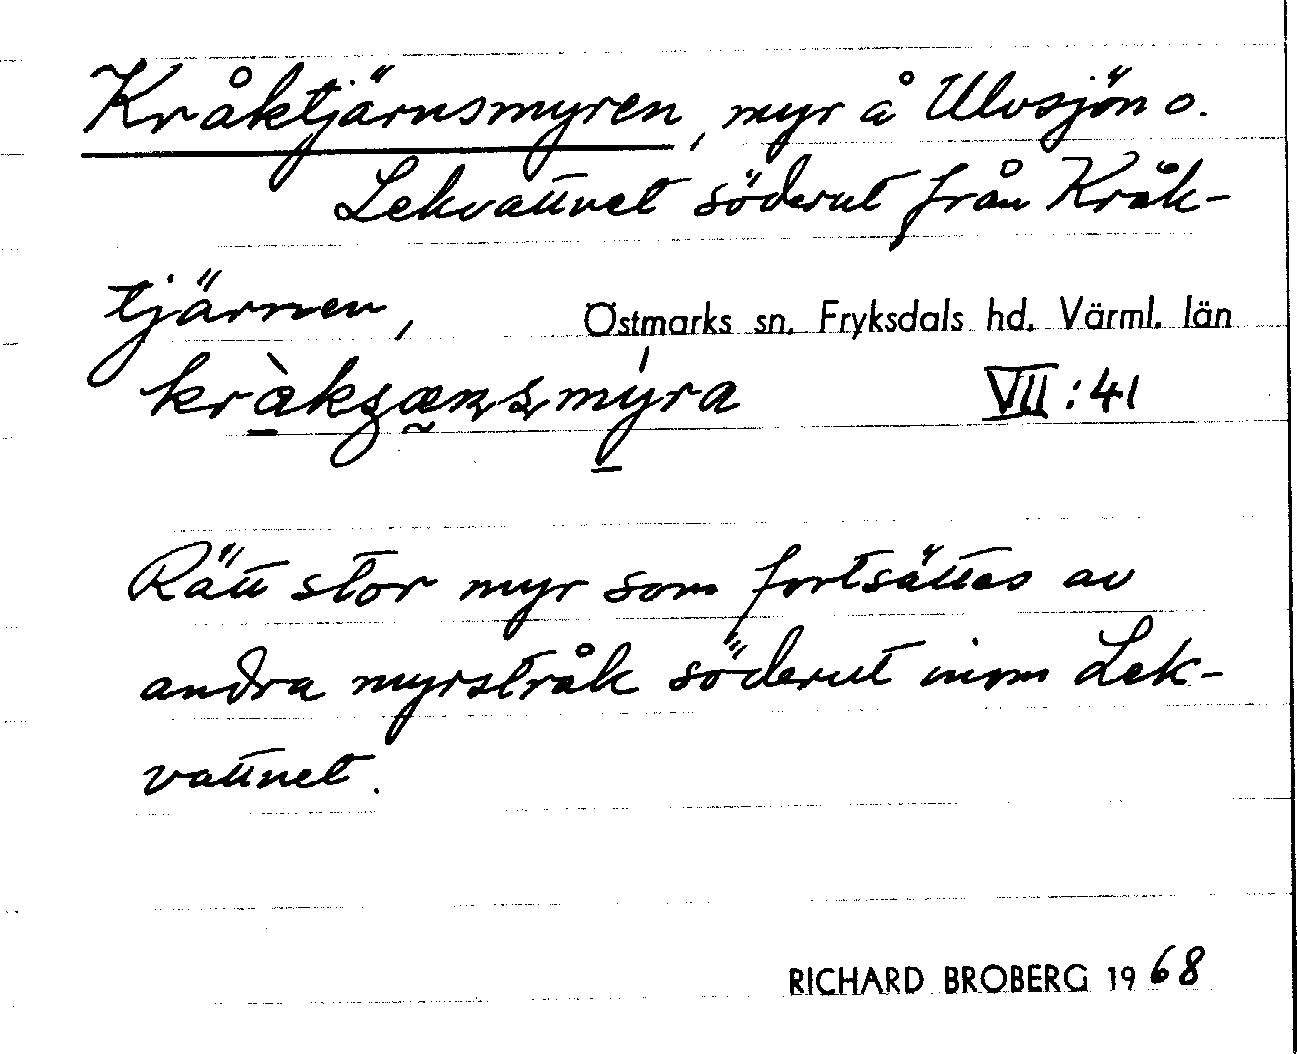 Kråktjärnsmyren, myr å Ulvsjön o.
Lekvattnet söderut från Kråk-
tjärnen,
Östmarks sn. Fryksdals hd. Värml. län
VII:41
Rätt stor myr som fortsättes av
andra myrstråk söderut inom Lek-
vattnet.
RICHARD BROBERG 1968